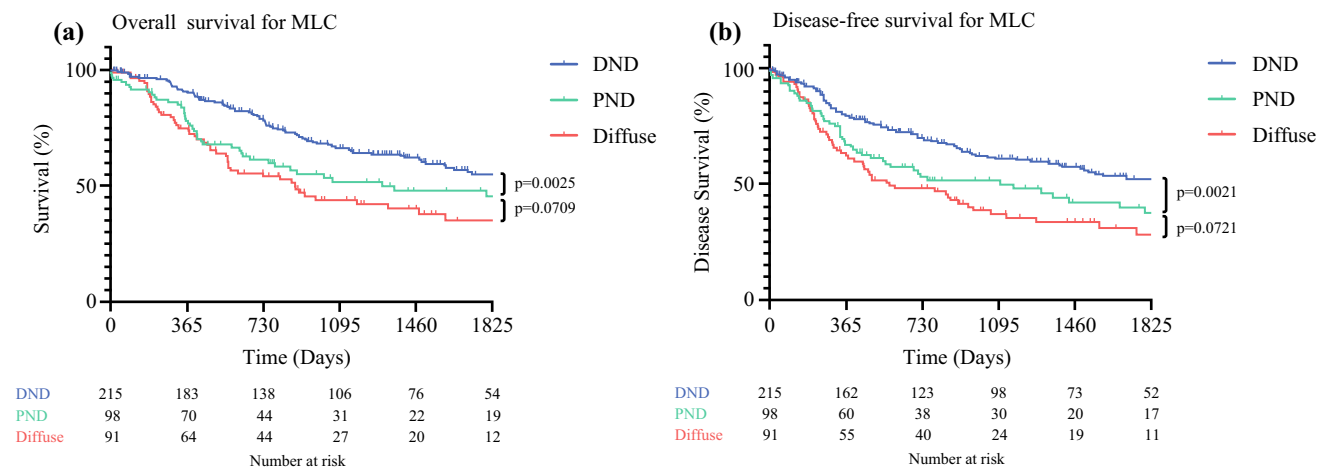 (a) Overall survival for MLC
DND
PND
Diffuse
Survival (%)
100
50
0
p=0.0025
p=0.0709
0 365 730 1095 1460 1825
Time (Days)
DND 215 183 138 106 76 54
PND 98 70 44 31 22 19
Diffuse 91 64 44 27 20 12
Number at risk
(b) Disease-free survival for MLC
DND
PND
Diffuse
Disease Survival (%)
100
50
0
p=0.0021
p=0.0721
0 365 730 1095 1460 1825
Time (Days)
DND 215 162 123 98 73 52
PND 98 60 38 30 20 17
Diffuse 91 55 40 24 19 11
Number at risk